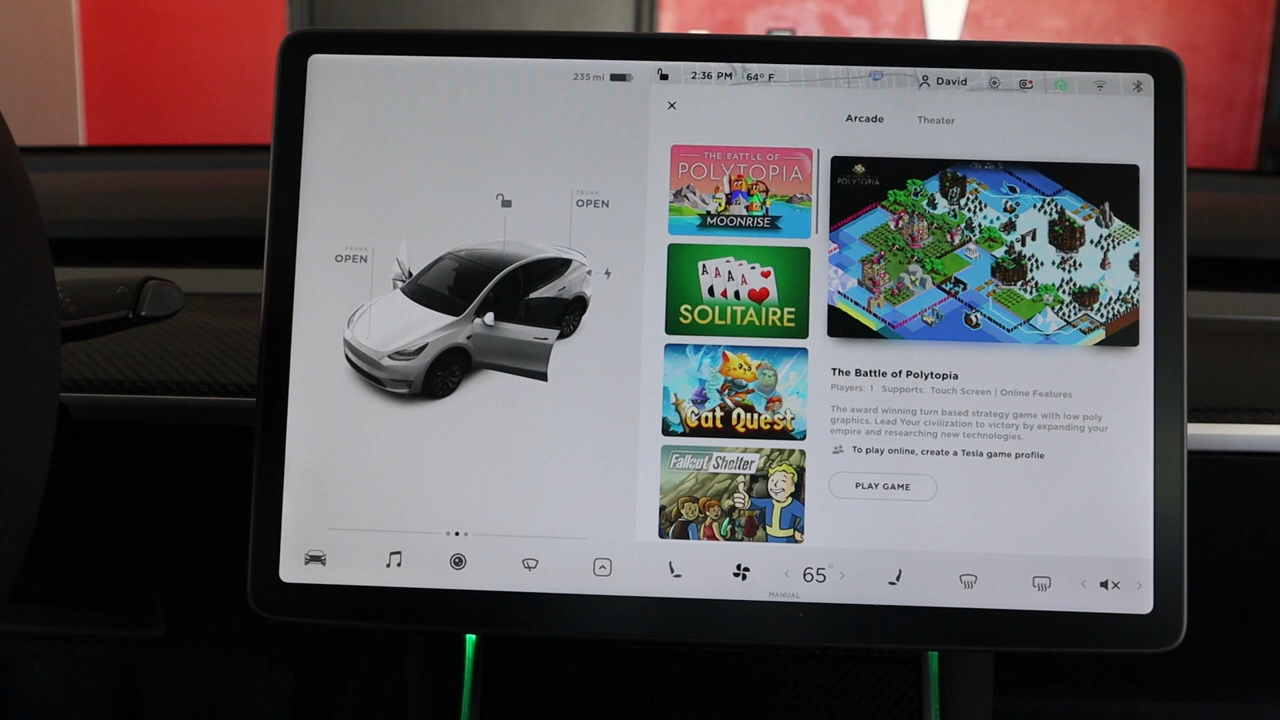 235 mi
2:36 PM 64° F
David
Arcade Theater
TRUNK
OPEN
FRUNK
OPEN
THE BATTLE OF
POLYTOPIA
MOONRISE
A A A A
SOLITAIRE
Cat Quest
Fallout Shelter
POLYTOPIA
The Battle of Polytopia
Players: 1 Supports: Touch Screen | Online Features
The award winning turn based strategy game with low poly
graphics. Lead Your civilization to victory by expanding your
empire and researching new technologies.
To play online, create a Tesla game profile
PLAY GAME
65°
MANUAL